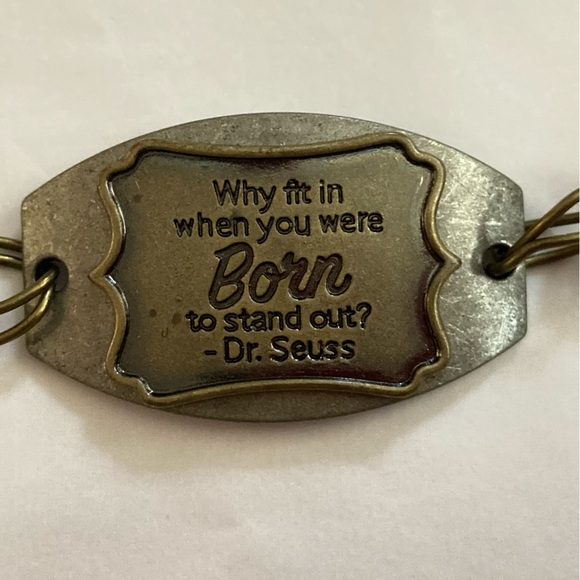 Why fit in
when you were
Born
to stand out?
- Dr. Seuss